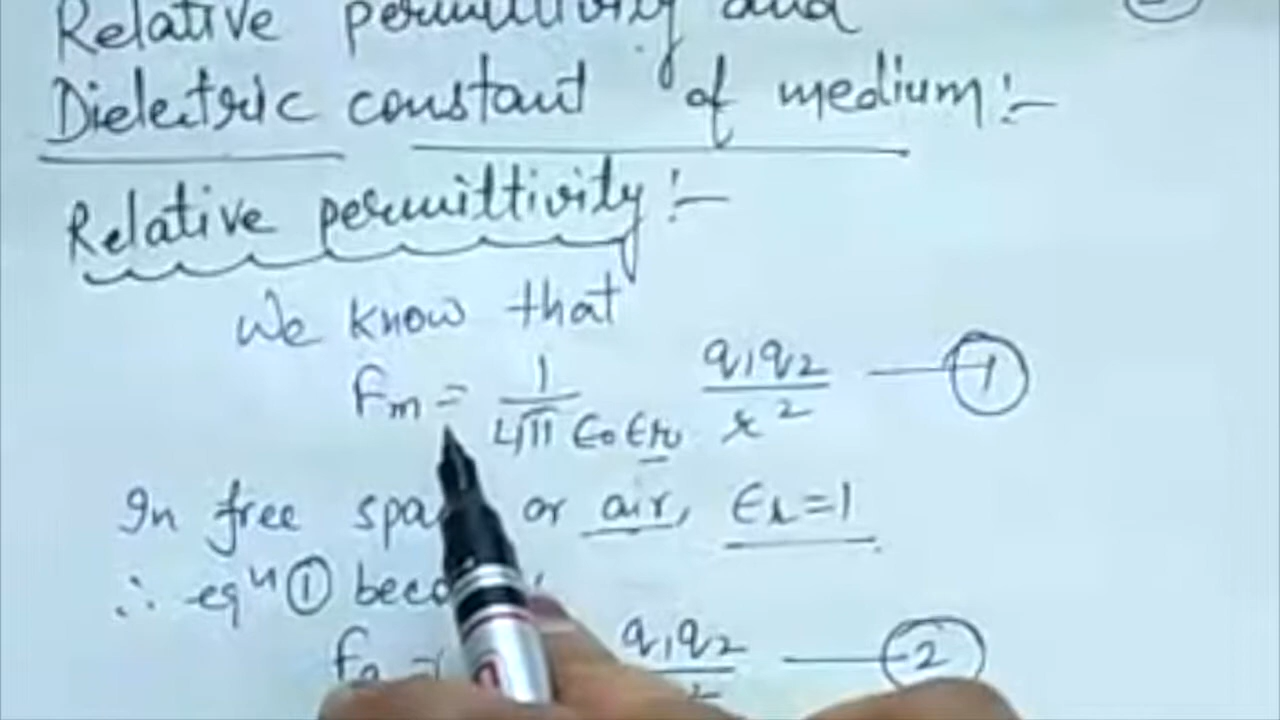 Relative permittivity and
Dielectric constant of medium:-
Relative permittivity:-
We know that
Fm = 1/4π ϵ0 ϵr q1q2/r² — ①
In free or air, ϵr=1
∴ eqⁿ ①
q1q2 — ②